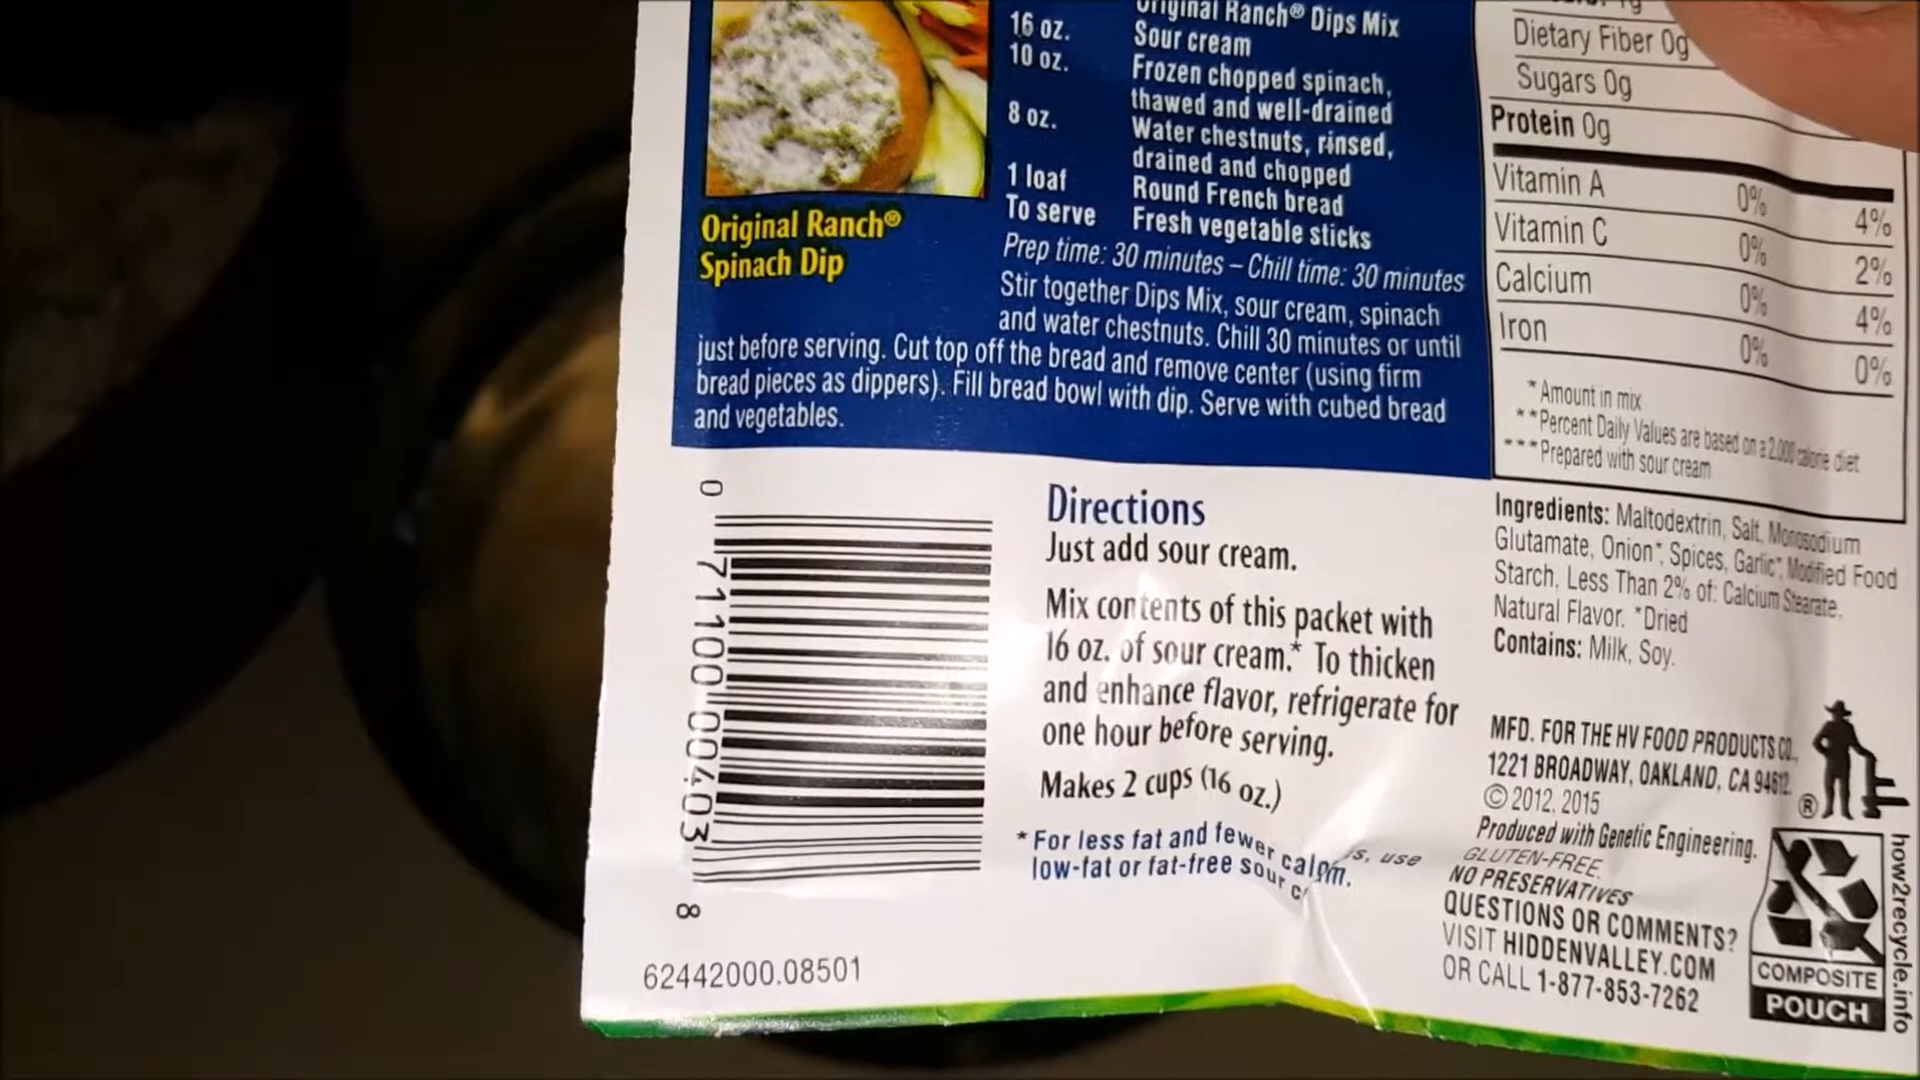 Original Ranch® Dips Mix
16 oz. Sour cream
10 oz. Frozen chopped spinach,
thawed and well-drained
8 oz. Water chestnuts, rinsed,
drained and chopped
1 loaf Round French bread
To serve Fresh vegetable sticks
Original Ranch®
Spinach Dip
Prep time: 30 minutes – Chill time: 30 minutes
Stir together Dips Mix, sour cream, spinach
and water chestnuts. Chill 30 minutes or until
just before serving. Cut top off the bread and remove center (using firm
bread pieces as dippers). Fill bread bowl with dip. Serve with cubed bread
and vegetables.
0 71100 00403 8
62442000.08501
Directions
Just add sour cream.
Mix contents of this packet with
16 oz. of sour cream.* To thicken
and enhance flavor, refrigerate for
one hour before serving.
Makes 2 cups (16 oz.)
*For less fat and fewer use
low-fat or fat-free sour
Dietary Fiber 0g
Sugars 0g
Protein 0g
Vitamin A 0% 4%
Vitamin C 0% 2%
Calcium 0% 4%
Iron 0% 0%
*Amount in mix
**Percent Daily Values are based on a 2,000 calorie diet
***Prepared with sour cream
Ingredients: Maltodextrin, Salt, Monosodium
Glutamate, Onion*, Spices, Garlic*, Modified Food
Starch, Less Than 2% of: Calcium Stearate,
Natural Flavor. *Dried
Contains: Milk, Soy.
MFD. FOR THE HV FOOD PRODUCTS CO.,
1221 BROADWAY, OAKLAND, CA 94612
© 2012, 2015
®
Produced with Genetic Engineering.
GLUTEN-FREE.
NO PRESERVATIVES
QUESTIONS OR COMMENTS?
VISIT HIDDENVALLEY.COM
OR CALL 1-877-853-7262
COMPOSITE
POUCH
how2recycle.info